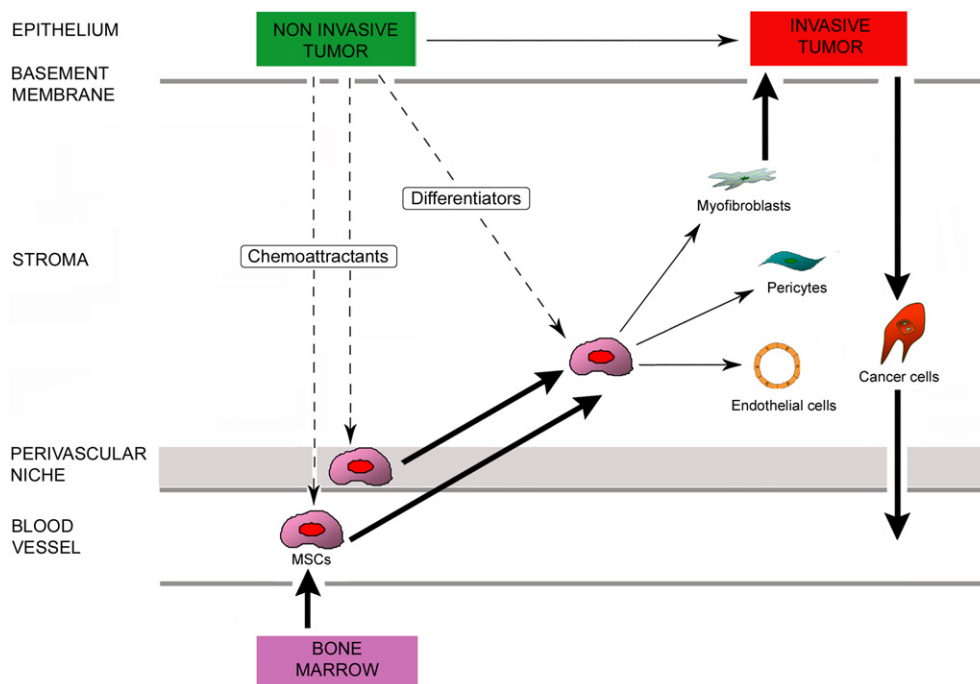 EPITHELIUM
NON INVASIVE
TUMOR
INVASIVE
TUMOR
BASEMENT
MEMBRANE
Differentiators
Myofibroblasts
Chemoattractants
STROMA
Pericytes
Cancer cells
Endothelial cells
PERIVASCULAR
NICHE
BLOOD
VESSEL
MSCs
BONE
MARROW